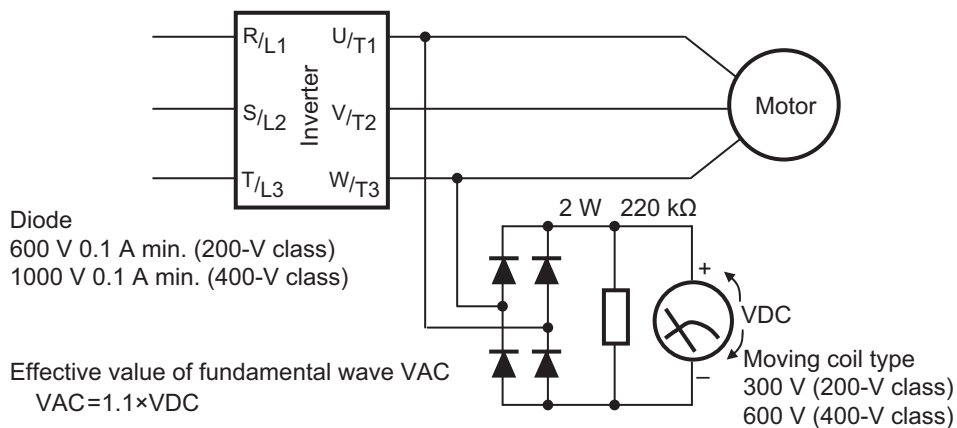 R/L1 U/T1
S/L2 V/T2
T/L3 W/T3
Inverter
Motor
2 W 220 kΩ
Diode
600 V 0.1 A min. (200-V class)
1000 V 0.1 A min. (400-V class)
+
VDC
–
Moving coil type
300 V (200-V class)
600 V (400-V class)
Effective value of fundamental wave VAC
VAC=1.1×VDC